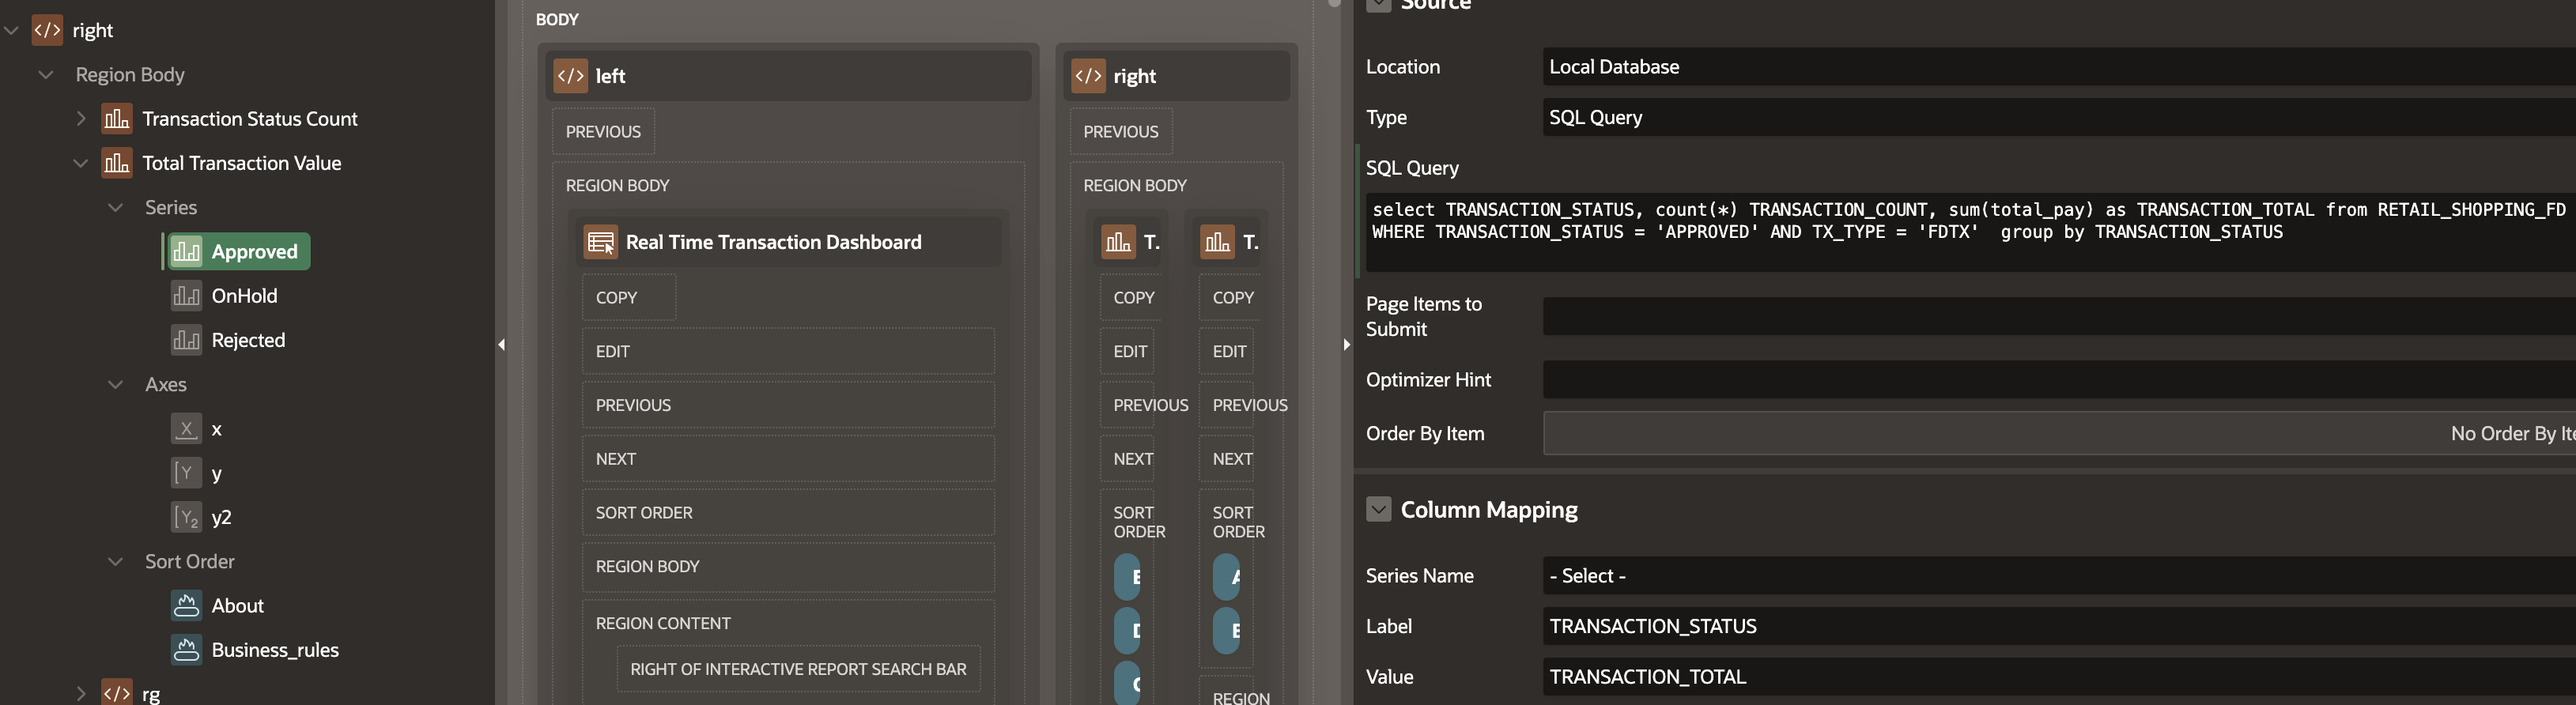 right
Region Body
Transaction Status Count
Total Transaction Value
Series
Approved
OnHold
Rejected
Axes
X x
Y y
Y2 y2
Sort Order
About
Business_rules
rg
BODY
left
PREVIOUS
REGION BODY
Real Time Transaction Dashboard
COPY
EDIT
PREVIOUS
NEXT
SORT ORDER
REGION BODY
REGION CONTENT
RIGHT OF INTERACTIVE REPORT SEARCH BAR
right
PREVIOUS
REGION BODY
T.
COPY
EDIT
PREVIOUS
NEXT
SORT
ORDER
T.
COPY
EDIT
PREVIOUS
NEXT
SORT
ORDER
REGION
Source
Location Local Database
Type SQL Query
SQL Query
select TRANSACTION_STATUS, count(*) TRANSACTION_COUNT, sum(total_pay) as TRANSACTION_TOTAL from RETAIL_SHOPPING_FD
WHERE TRANSACTION_STATUS = 'APPROVED' AND TX_TYPE = 'FDTX'  group by TRANSACTION_STATUS
Page Items to
Submit
Optimizer Hint
Order By Item No Order By
Column Mapping
Series Name - Select -
Label TRANSACTION_STATUS
Value TRANSACTION_TOTAL